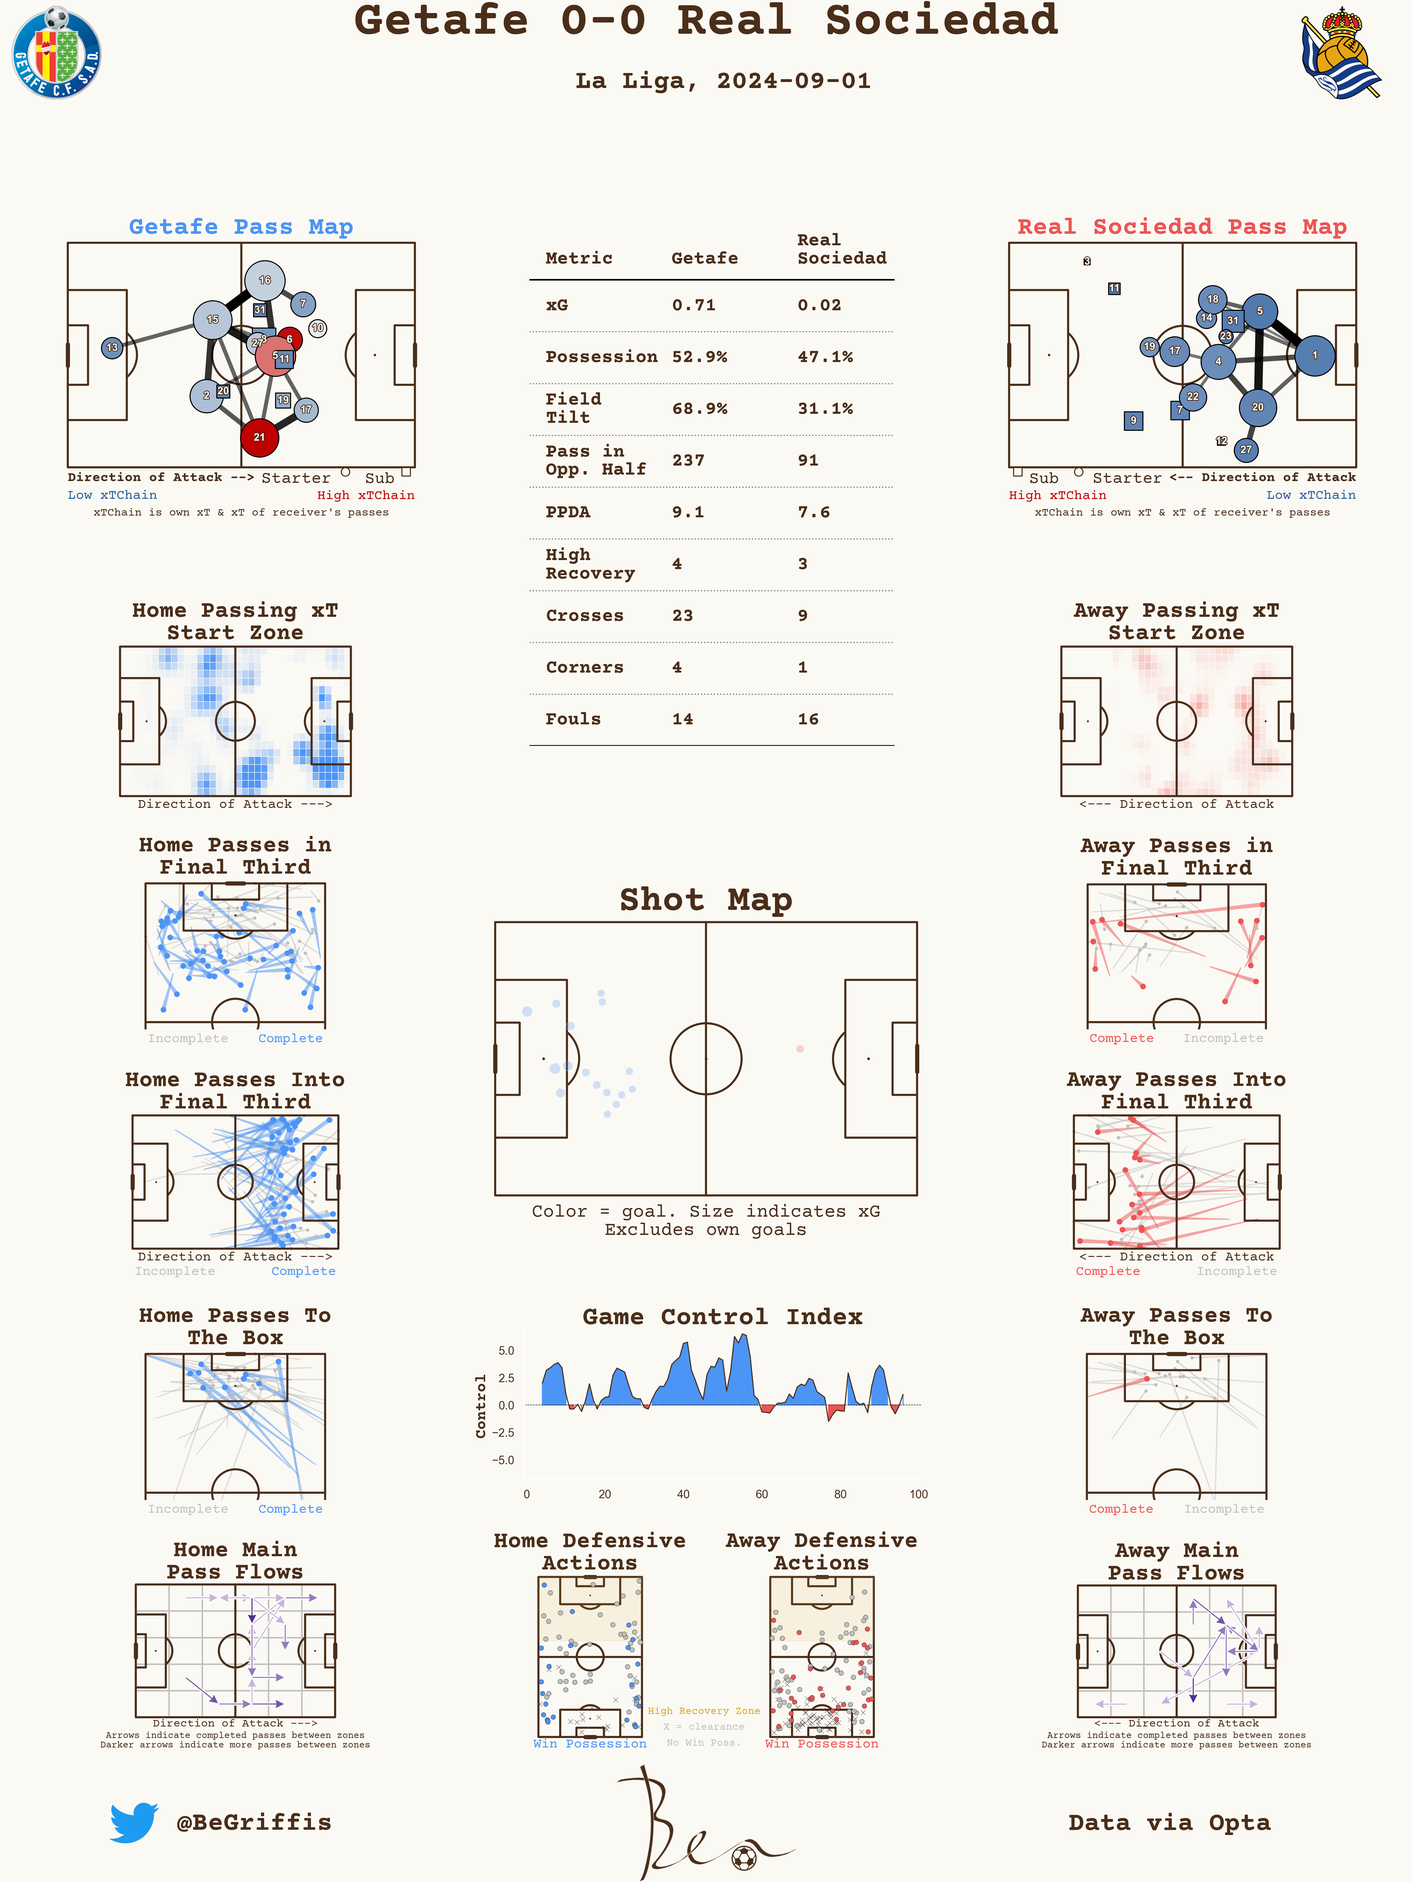 Getafe 0-0 Real Sociedad
La Liga, 2024-09-01
GETAFE C.F. S.A.D.
Getafe Pass Map
16
7
31
15
10
6
27
5
11
13
2
20
19
17
21
Direction of Attack --> Starter Sub
Low xTChain High xTChain
xTChain is own xT & xT of receiver's passes
Metric Getafe Real Sociedad
xG 0.71 0.02
Possession 52.9% 47.1%
Field Tilt 68.9% 31.1%
Pass in Opp. Half 237 91
PPDA 9.1 7.6
High Recovery 4 3
Crosses 23 9
Corners 4 1
Fouls 14 16
Real Sociedad Pass Map
3
11
18
5
14
31
23
19
17
4
1
22
7
9
20
12
27
Sub Starter <-- Direction of Attack
High xTChain Low xTChain
xTChain is own xT & xT of receiver's passes
Home Passing xT
Start Zone
Direction of Attack --->
Away Passing xT
Start Zone
<--- Direction of Attack
Home Passes in
Final Third
Incomplete Complete
Away Passes in
Final Third
Complete Incomplete
Shot Map
Color = goal. Size indicates xG
Excludes own goals
Home Passes Into
Final Third
Direction of Attack --->
Incomplete Complete
Away Passes Into
Final Third
<--- Direction of Attack
Complete Incomplete
Home Passes To
The Box
Incomplete Complete
Game Control Index
Control
5.0
2.5
0.0
−2.5
−5.0
0 20 40 60 80 100
Away Passes To
The Box
Complete Incomplete
Home Main
Pass Flows
Direction of Attack --->
Arrows indicate completed passes between zones
Darker arrows indicate more passes between zones
Home Defensive
Actions
Win Possession
High Recovery Zone
X = clearance
No Win Poss.
Away Defensive
Actions
Win Possession
Away Main
Pass Flows
<--- Direction of Attack
Arrows indicate completed passes between zones
Darker arrows indicate more passes between zones
@BeGriffis
Ben
Data via Opta